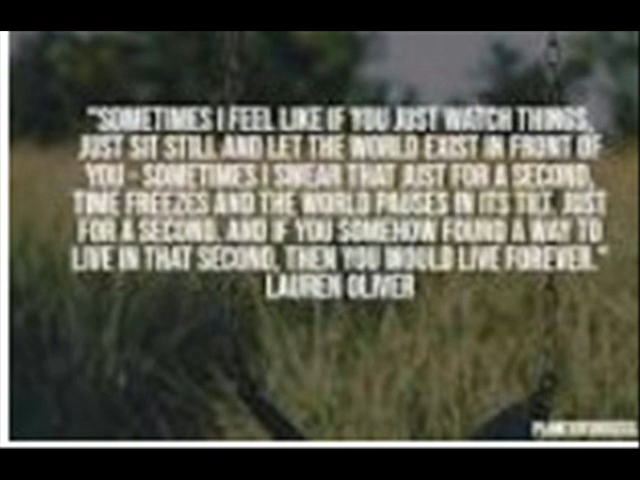 "SOMETIMES I FEEL LIKE IF YOU JUST WATCH THINGS,
JUST SIT STILL AND LET THE WORLD EXIST IN FRONT OF
YOU - SOMETIMES I SWEAR THAT JUST FOR A SECOND,
TIME FREEZES AND THE WORLD PAUSES IN ITS TILT. JUST
FOR A SECOND. AND IF YOU SOMEHOW FOUND A WAY TO
LIVE IN THAT SECOND, THEN YOU WOULD LIVE FOREVER."
LAUREN OLIVER